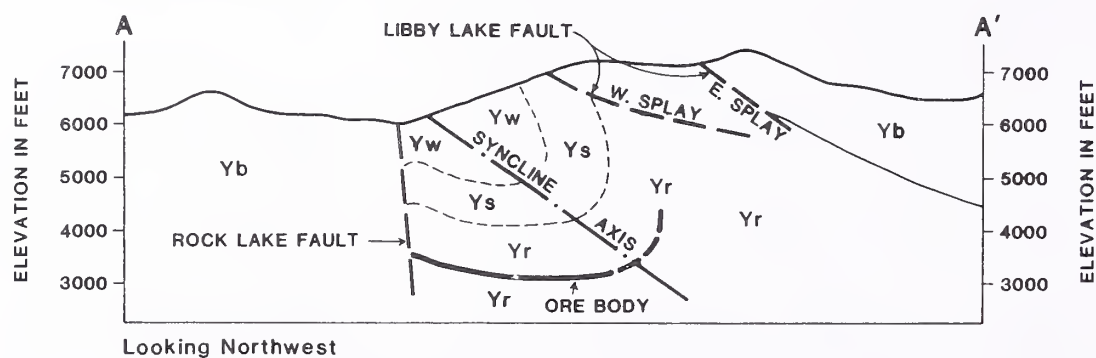 A
A'
LIBBY LAKE FAULT
ELEVATION IN FEET
7000
6000
5000
4000
3000
7000
6000
5000
4000
3000
ELEVATION IN FEET
W. SPLAY
E. SPLAY
Yw
Yw
Ys
Yb
Yb
SYNCLINE
AXIS
Ys
Yr
Yr
ROCK LAKE FAULT
Yr
Yr
ORE BODY
Looking Northwest